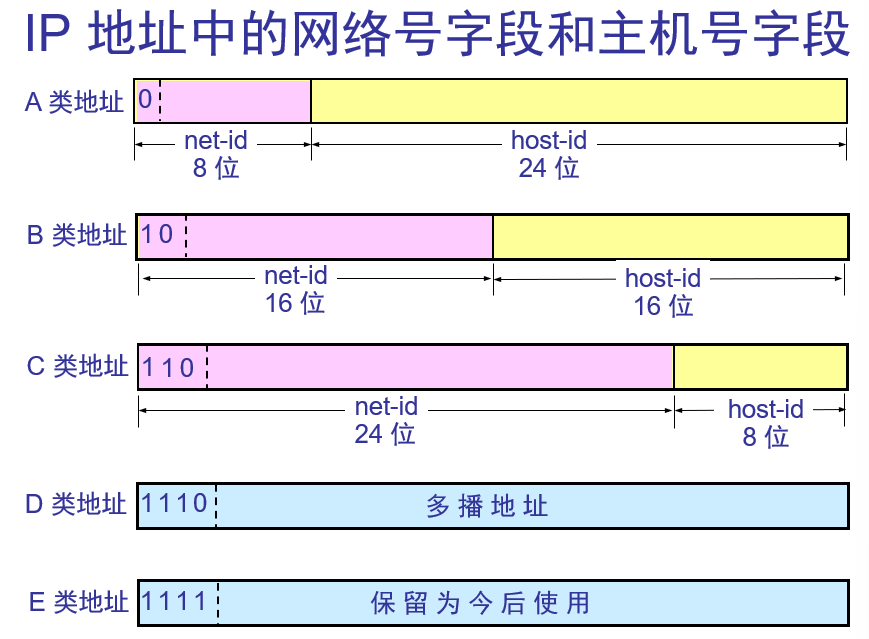 IP 地址中的网络号字段和主机号字段
A 类地址
0
net-id
8 位
host-id
24 位
B 类地址
10
net-id
16 位
host-id
16 位
C 类地址
110
net-id
24 位
host-id
8 位
D 类地址
1110
多播地址
E 类地址
1111
保留为今后使用